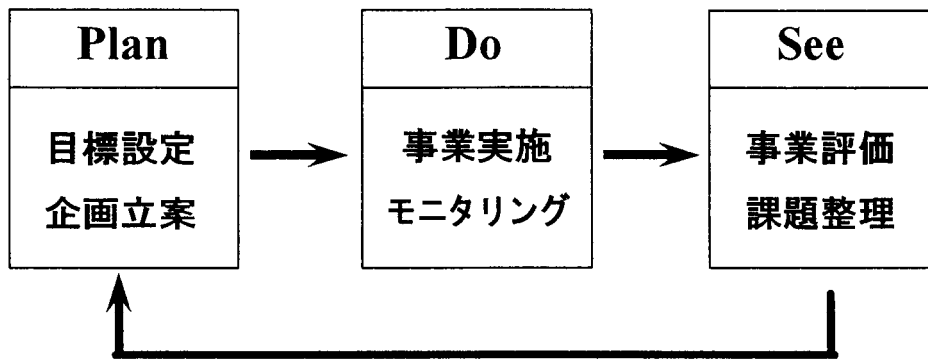 Plan
目標設定
企画立案
Do
事業実施
モニタリング
See
事業評価
課題整理